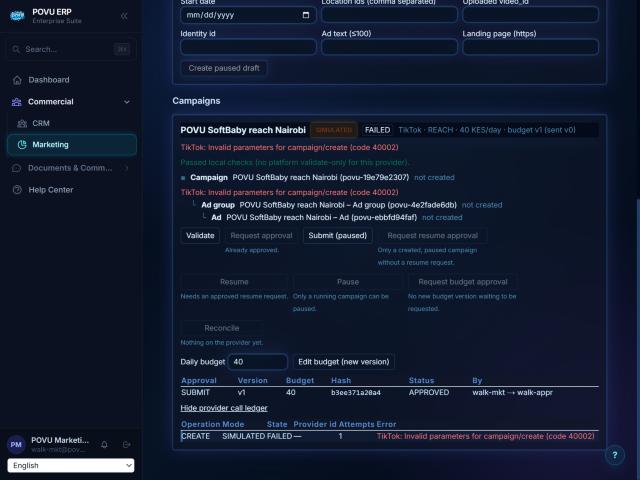 POVU ERP
Enterprise Suite
Search...
Dashboard
Commercial
CRM
Marketing
Documents & Comm...
Help Center
POVU Marketi...
walk-mkt@pov...
English
Start date
Location ids (comma separated)
Uploaded video_id
mm/dd/yyyy
Identity id
Ad text (≤100)
Landing page (https)
Create paused draft
Campaigns
POVU SoftBaby reach Nairobi SIMULATED FAILED TikTok · REACH · 40 KES/day · budget v1 (sent v0)
TikTok: Invalid parameters for campaign/create (code 40002)
Passed local checks (no platform validate-only for this provider).
Campaign POVU SoftBaby reach Nairobi (povu-19e79e2307) not created
TikTok: Invalid parameters for campaign/create (code 40002)
Ad group POVU SoftBaby reach Nairobi – Ad group (povu-4e2fade6db) not created
Ad POVU SoftBaby reach Nairobi – Ad (povu-ebbfd94faf) not created
Validate
Request approval
Already approved.
Submit (paused)
Request resume approval
Only a created, paused campaign
without a resume request.
Resume
Needs an approved resume request.
Pause
Only a running campaign can be
paused.
Request budget approval
No new budget version waiting to be
requested.
Reconcile
Nothing on the provider yet.
Daily budget 40 Edit budget (new version)
Approval Version Budget Hash Status By
SUBMIT v1 40 b3ee371a20a4 APPROVED walk-mkt → walk-appr
Hide provider call ledger
Operation Mode State Provider id Attempts Error
CREATE SIMULATED FAILED — 1 TikTok: Invalid parameters for campaign/create (code 40002)
PM
?